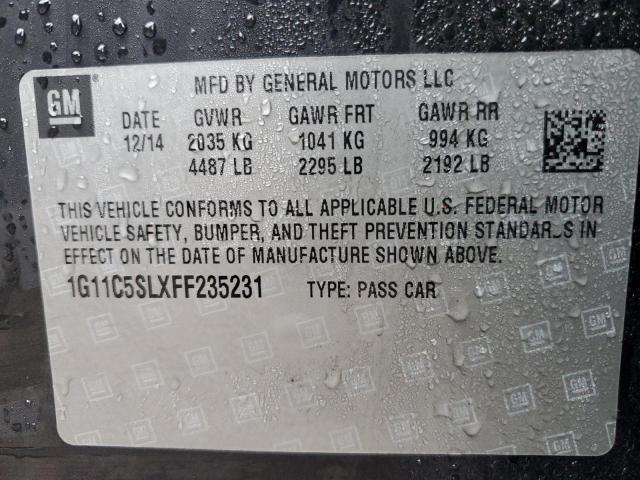 GM
MFD BY GENERAL MOTORS LLC
DATE GVWR GAWR FRT GAWR RR
12/14 2035 KG 1041 KG 994 KG
4487 LB 2295 LB 2192 LB
THIS VEHICLE CONFORMS TO ALL APPLICABLE U.S. FEDERAL MOTOR
VEHICLE SAFETY, BUMPER, AND THEFT PREVENTION STANDARDS IN
EFFECT ON THE DATE OF MANUFACTURE SHOWN ABOVE.
1G11C5SLXFF235231 TYPE: PASS CAR